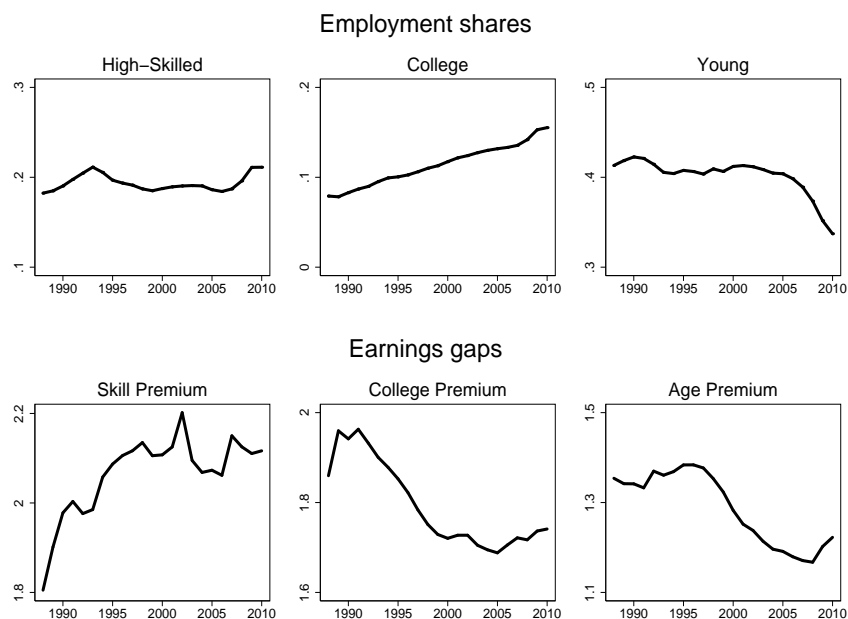 Employment shares
High−Skilled College Young
.3 .2 .5
.2 .1 .4
.1 0 .3
1990 1995 2000 2005 2010 1990 1995 2000 2005 2010 1990 1995 2000 2005 2010
Earnings gaps
Skill Premium College Premium Age Premium
2.2 2 1.5
2 1.8 1.3
1.8 1.6 1.1
1990 1995 2000 2005 2010 1990 1995 2000 2005 2010 1990 1995 2000 2005 2010